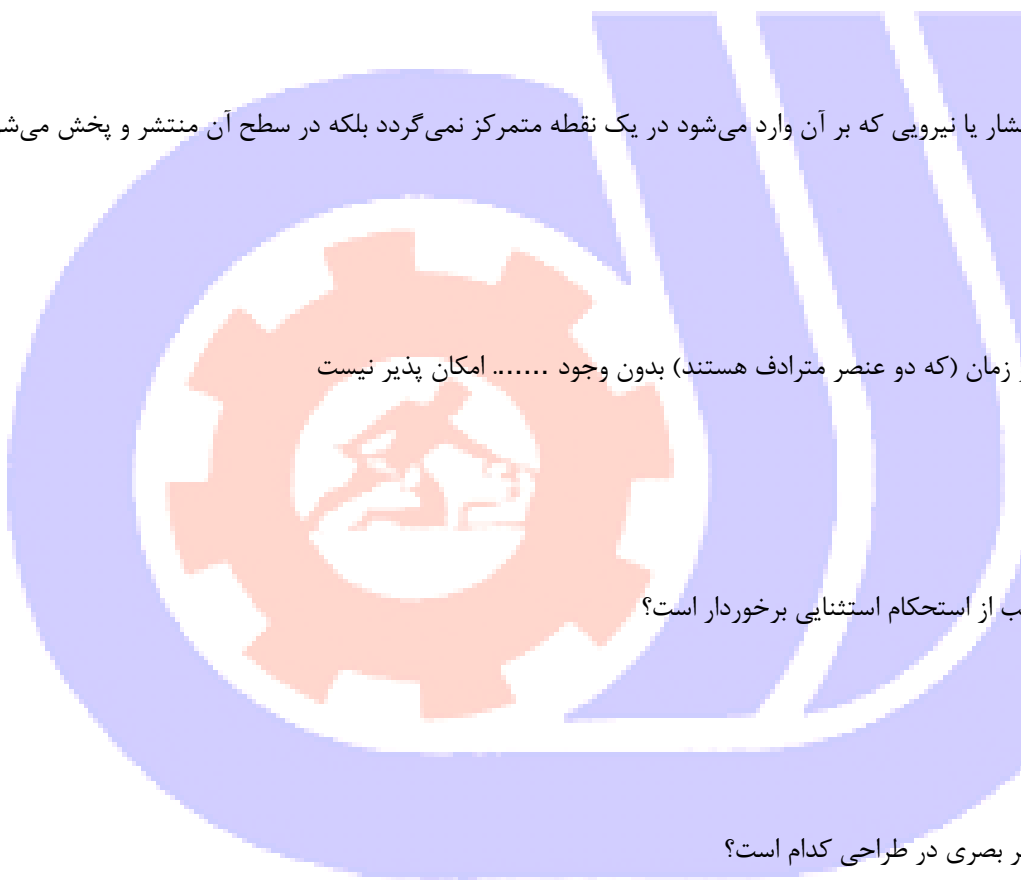 شار یا نیرویی که بر آن وارد می‌شود در یک نقطه متمرکز نمی‌گردد بلکه در سطح آن منتشر و پخش می‌ش
زمان (که دو عنصر مترادف هستند) بدون وجود ....... امکان پذیر نیست
ب از استحکام استثنایی برخوردار است؟
ر بصری در طراحی کدام است؟